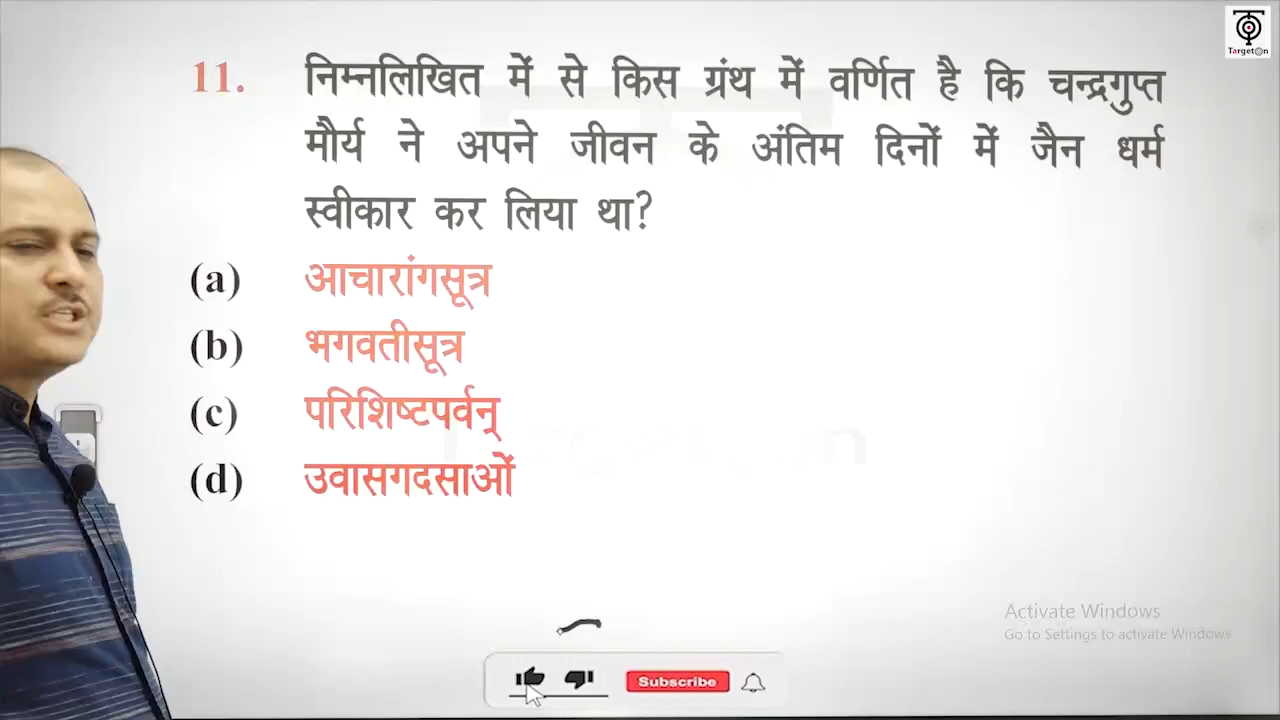 TargetOn
11. निम्नलिखित में से किस ग्रंथ में वर्णित है कि चन्द्रगुप्त
मौर्य ने अपने जीवन के अंतिम दिनों में जैन धर्म
स्वीकार कर लिया था?
(a) आचारांगसूत्र
(b) भगवतीसूत्र
(c) परिशिष्टपर्वन्
(d) उवासगदसाओं
Activate Windows
Go to Settings to activate Windows
Subscribe